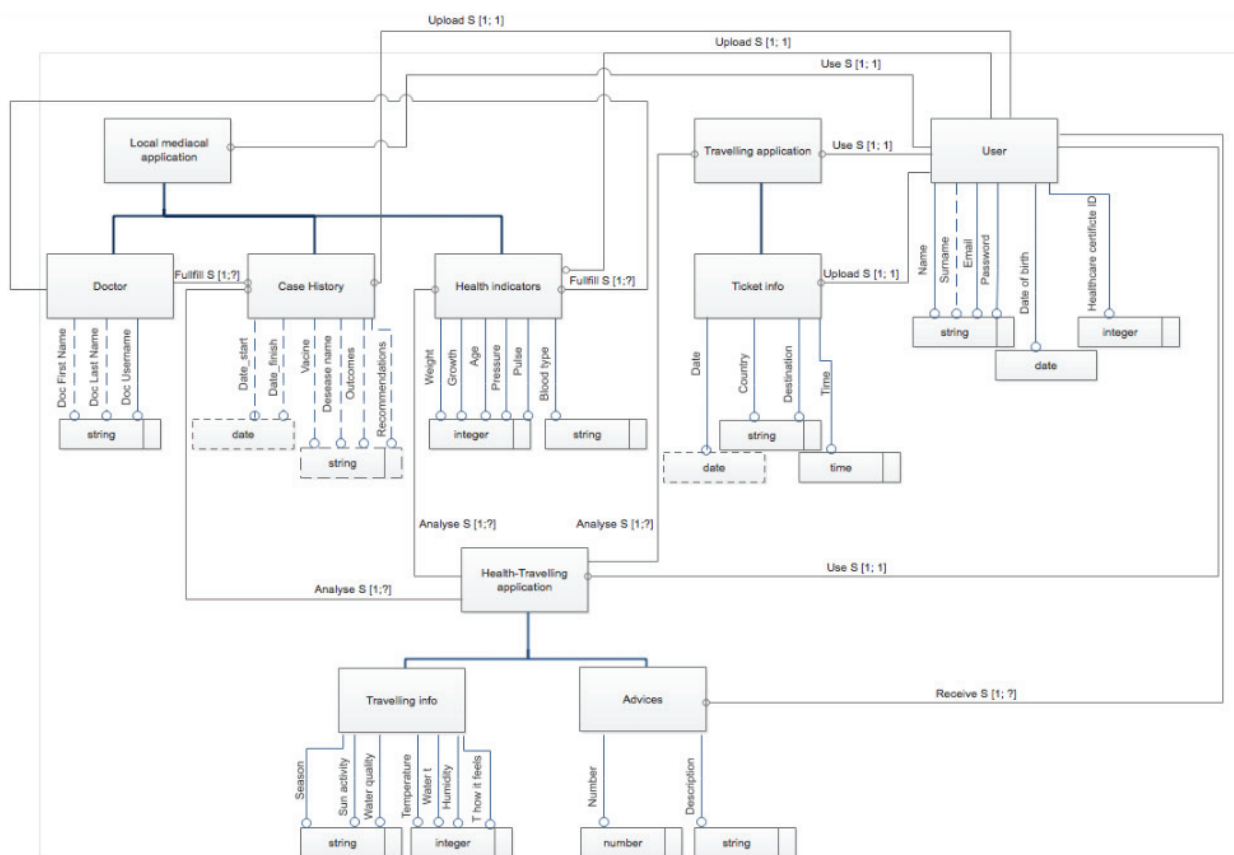 Upload S [1; 1]
Upload S [1; 1]
Use S [1; 1]
Local mediacal
application
Travelling application
Use S [1; 1]
User
Name
Surname
Email
Password
Date of birth
Healthcare certificte ID
string
date
integer
Doctor
Fullfill S [1;?]
Case History
Health indicators
Fullfill S [1;?]
Ticket info
Upload S [1; 1]
Doc First Name
Doc Last Name
Doc Username
string
Date_start
Date_finish
Vacine
Desease name
Outcomes
Recommendations
date
string
Weight
Growth
Age
Pressure
Pulse
Blood type
integer
string
Date
Country
Destination
Time
string
date
time
Analyse S [1;?]
Analyse S [1;?]
Health-Travelling
application
Use S [1; 1]
Analyse S [1;?]
Travelling info
Advices
Receive S [1; ?]
Season
Sun activity
Water quality
Temperature
Water t
Humidity
T how it feels
Number
Description
string
integer
number
string